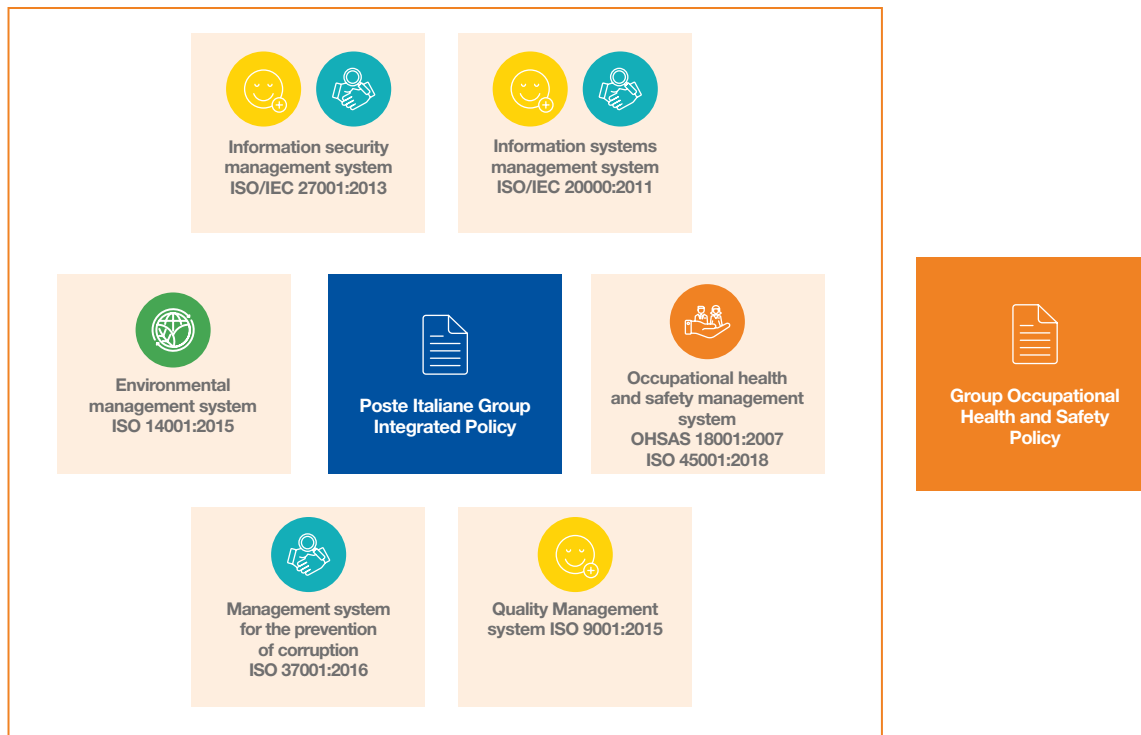 Information security
management system
ISO/IEC 27001:2013
Information systems
management system
ISO/IEC 20000:2011
Environmental
management system
ISO 14001:2015
Poste Italiane Group
Integrated Policy
Occupational health
and safety management
system
OHSAS 18001:2007
ISO 45001:2018
Group Occupational
Health and Safety
Policy
Management system
for the prevention
of corruption
ISO 37001:2016
Quality Management
system ISO 9001:2015